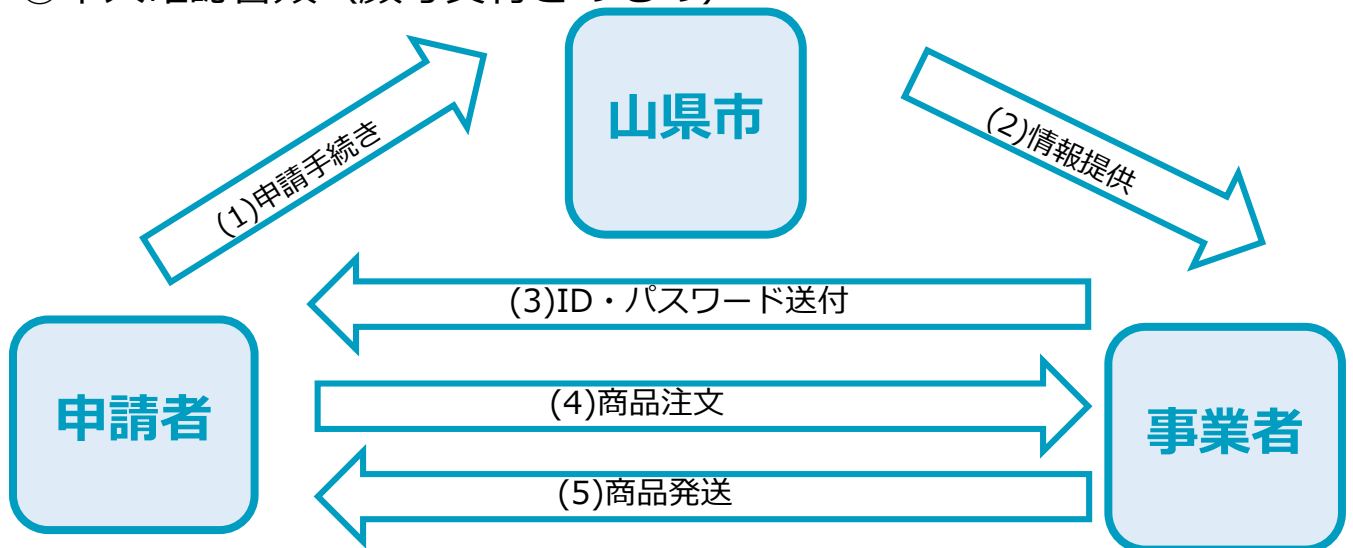 山県市
(1)申請手続き
(2)情報提供
(3)ID・パスワード送付
申請者
(4)商品注文
事業者
(5)商品発送